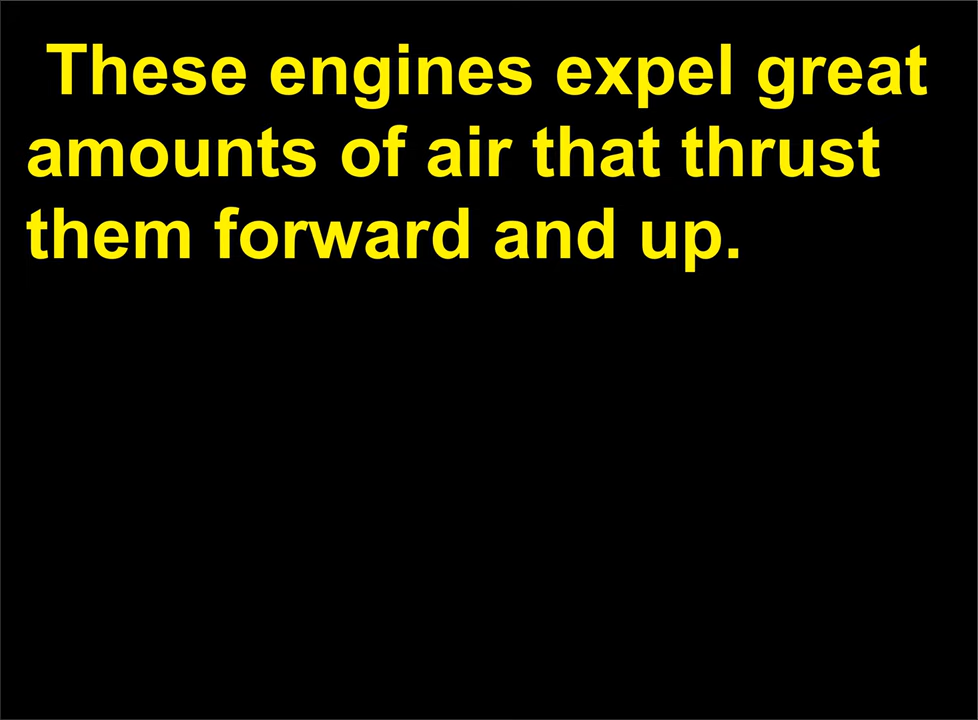 These engines expel great
amounts of air that thrust
them forward and up.